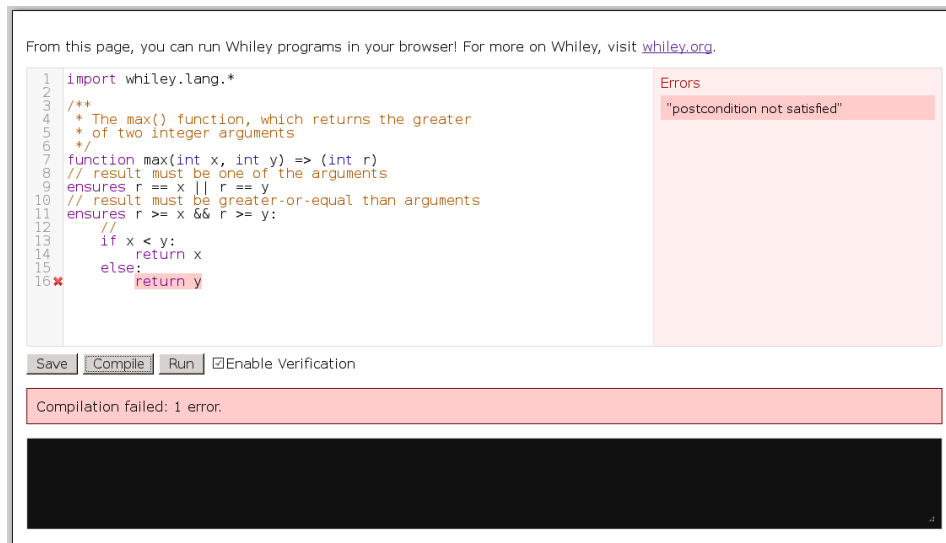 From this page, you can run Whiley programs in your browser! For more on Whiley, visit whiley.org.
1 import whiley.lang.*
2
3 /**
4  * The max() function, which returns the greater
5  * of two integer arguments
6  */
7 function max(int x, int y) => (int r)
8 // result must be one of the arguments
9 ensures r == x || r == y
10 // result must be greater-or-equal than arguments
11 ensures r >= x && r >= y:
12     //
13     if x < y:
14         return x
15     else:
16         return y
Errors
"postcondition not satisfied"
Save Compile Run Enable Verification
Compilation failed: 1 error.